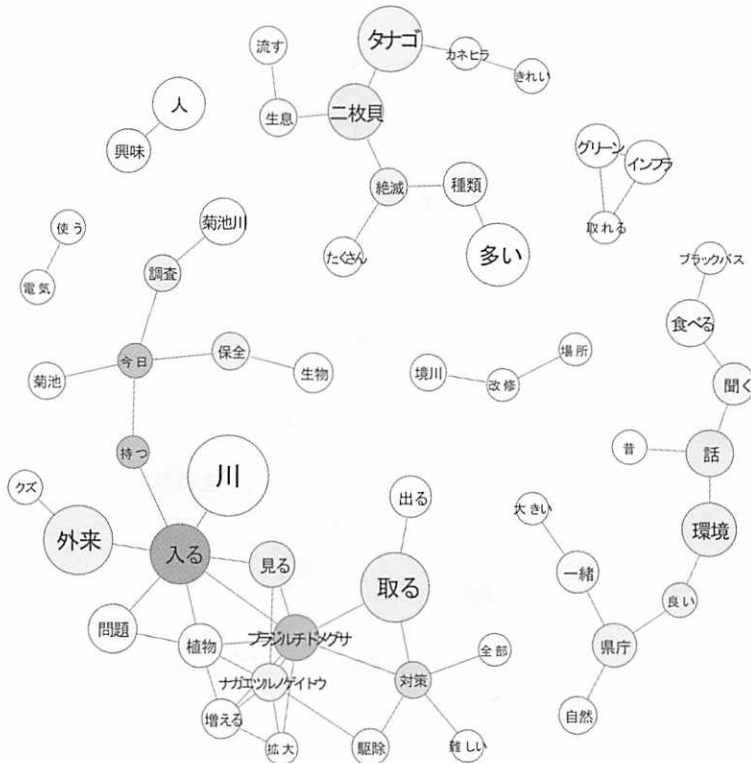 タナゴ
流す
カネヒラ
きれい
人
二枚貝
生息
興味
グリーン
インフラ
絶滅
種類
菊池川
使う
取れる
たくさん
多い
ブラックバス
調査
電気
食べる
今日
保全
場所
菊池
生物
境川
改修
聞く
持つ
昔
話
川
クズ
出る
大きい
外来
環境
入る
見る
一緒
取る
良い
問題
植物
ブラジルチドメグサ
県庁
全部
ナガエツルノゲイトウ
対策
増える
自然
拡大
駆除
難しい